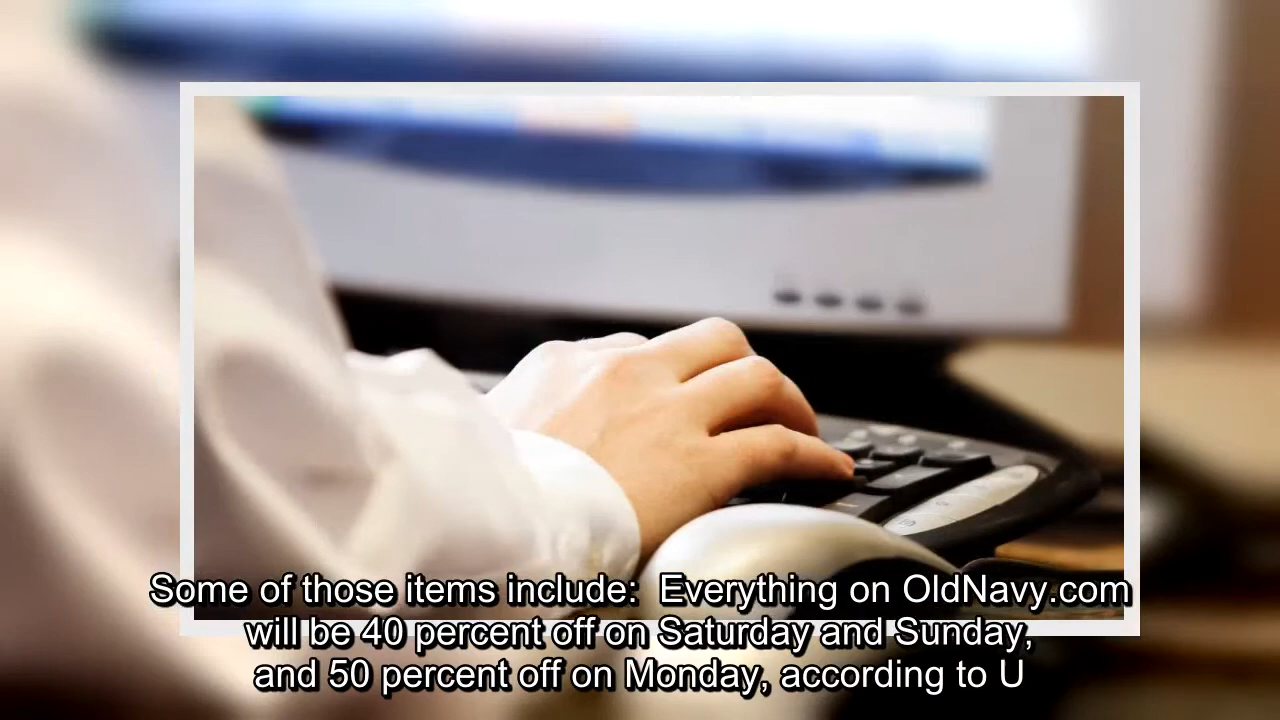 Some of those items include:  Everything on OldNavy.com
will be 40 percent off on Saturday and Sunday,
and 50 percent off on Monday, according to U